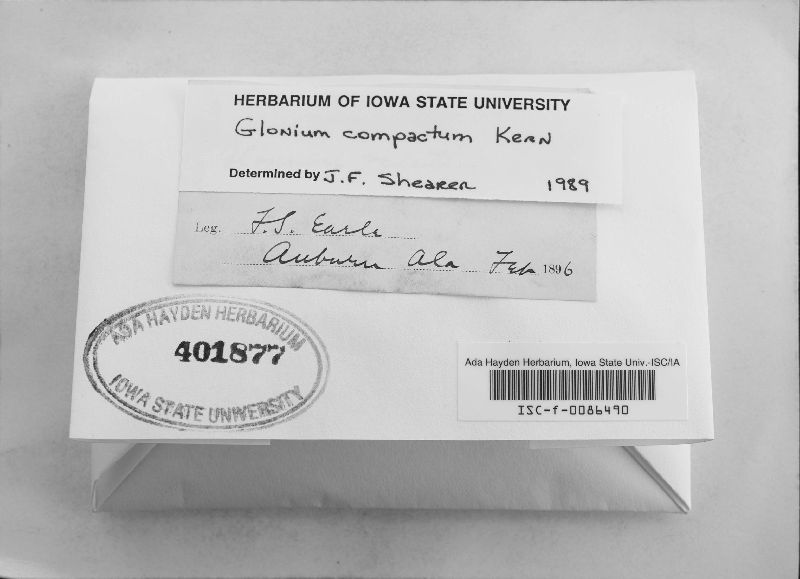 HERBARIUM OF IOWA STATE UNIVERSITY
Glonium compactum Kern
Determined by J.F. Shearer 1989
Leg. F.S. Earle
Auburn Ala Feb 1896
ADA HAYDEN HERBARIUM
401877
IOWA STATE UNIVERSITY
Ada Hayden Herbarium, Iowa State Univ.-ISC/IA
ISC-f-0086490